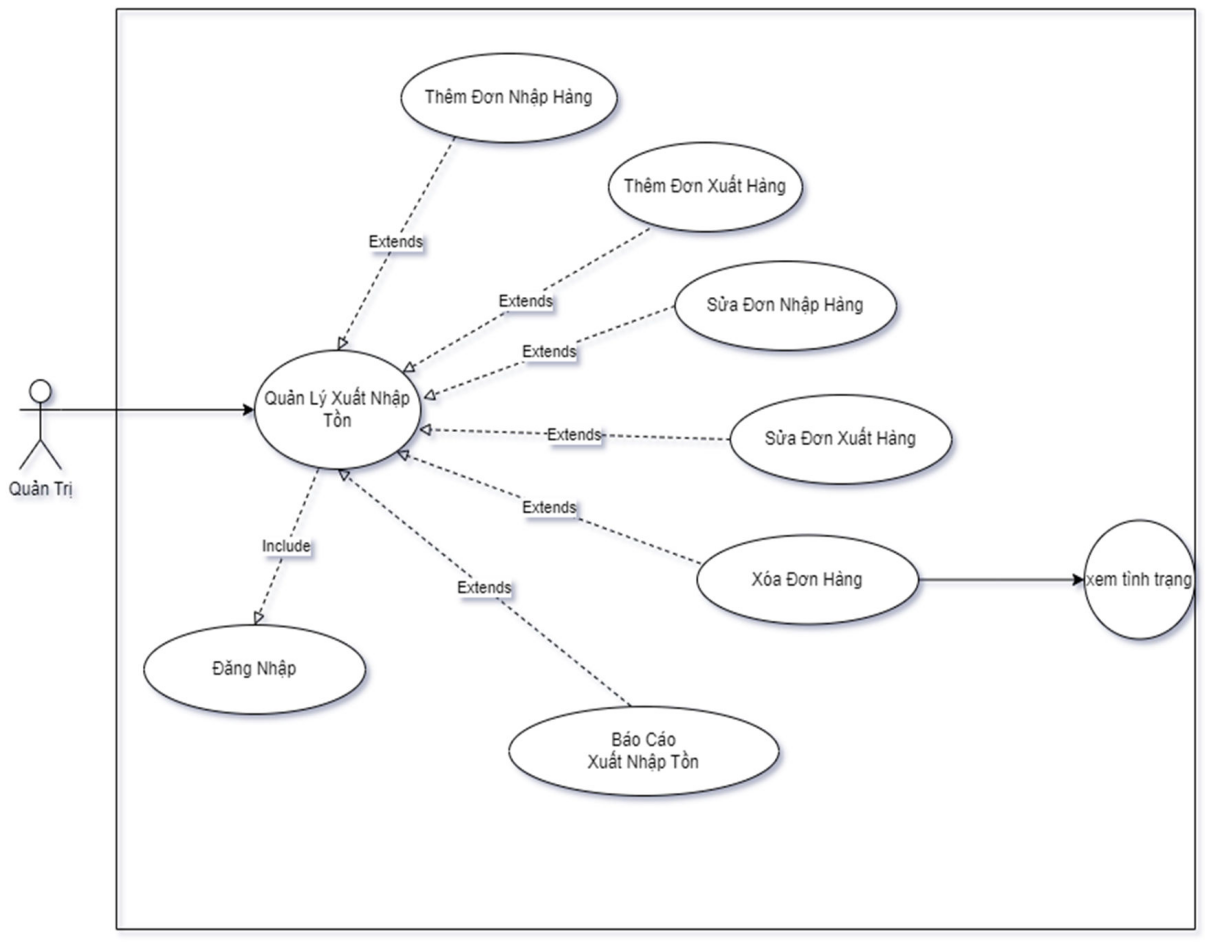 Thêm Đơn Nhập Hàng
Thêm Đơn Xuất Hàng
Extends
Extends
Sửa Đơn Nhập Hàng
Extends
Quản Lý Xuất Nhập
Tồn
Sửa Đơn Xuất Hàng
Extends
Quản Trị
Extends
Include
Xóa Đơn Hàng
xem tình trạng
Extends
Đăng Nhập
Báo Cáo
Xuất Nhập Tồn